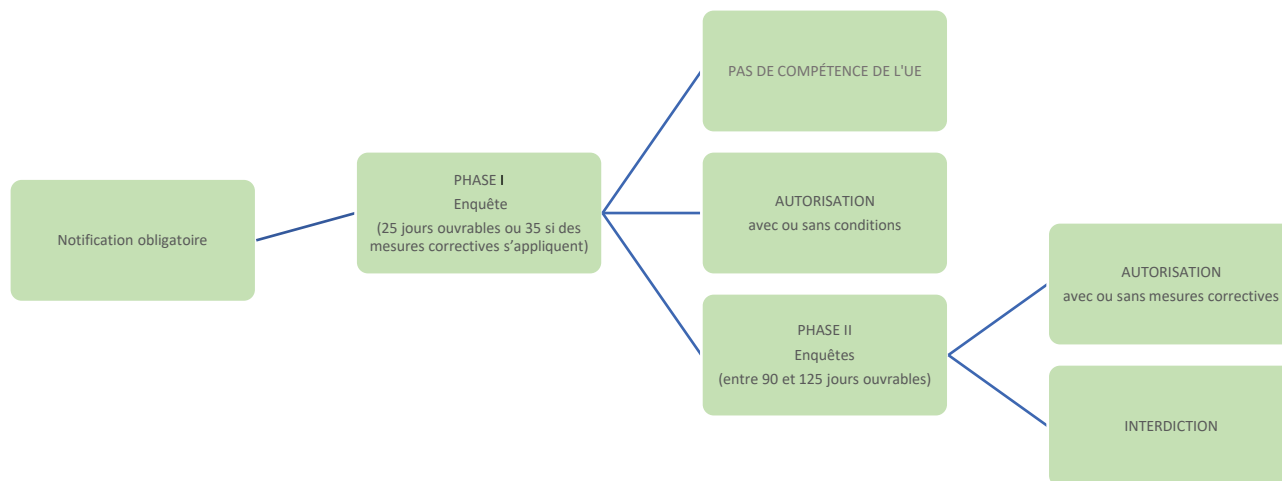 Notification obligatoire
PHASE I
Enquête
(25 jours ouvrables ou 35 si des
mesures correctives s’appliquent)
PAS DE COMPÉTENCE DE L'UE
AUTORISATION
avec ou sans conditions
PHASE II
Enquêtes
(entre 90 et 125 jours ouvrables)
AUTORISATION
avec ou sans mesures correctives
INTERDICTION